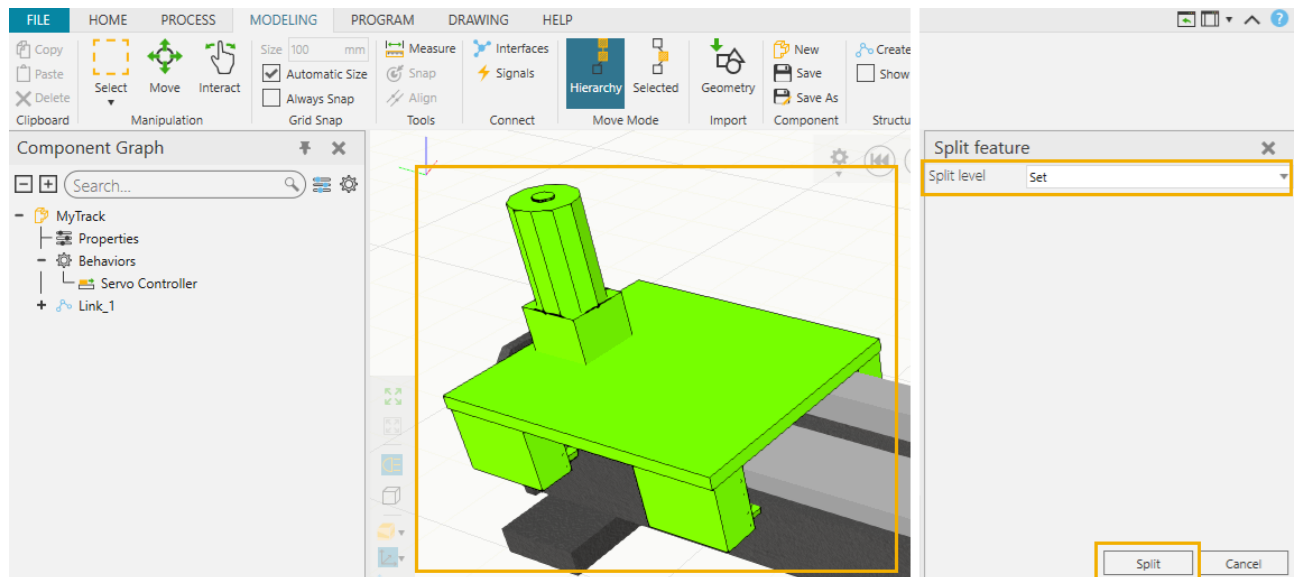 FILE HOME PROCESS MODELING PROGRAM DRAWING HELP
Copy
Paste
Delete
Clipboard
Select Move Interact
Manipulation
Size 100 mm
Automatic Size
Always Snap
Grid Snap
Measure
Snap
Align
Tools
Interfaces
Signals
Connect
Hierarchy Selected
Move Mode
Geometry
Import
New
Save
Save As
Component
Create
Show
Structu
Component Graph
Search...
MyTrack
Properties
Behaviors
Servo Controller
Link_1
Split feature
Split level Set
Split Cancel